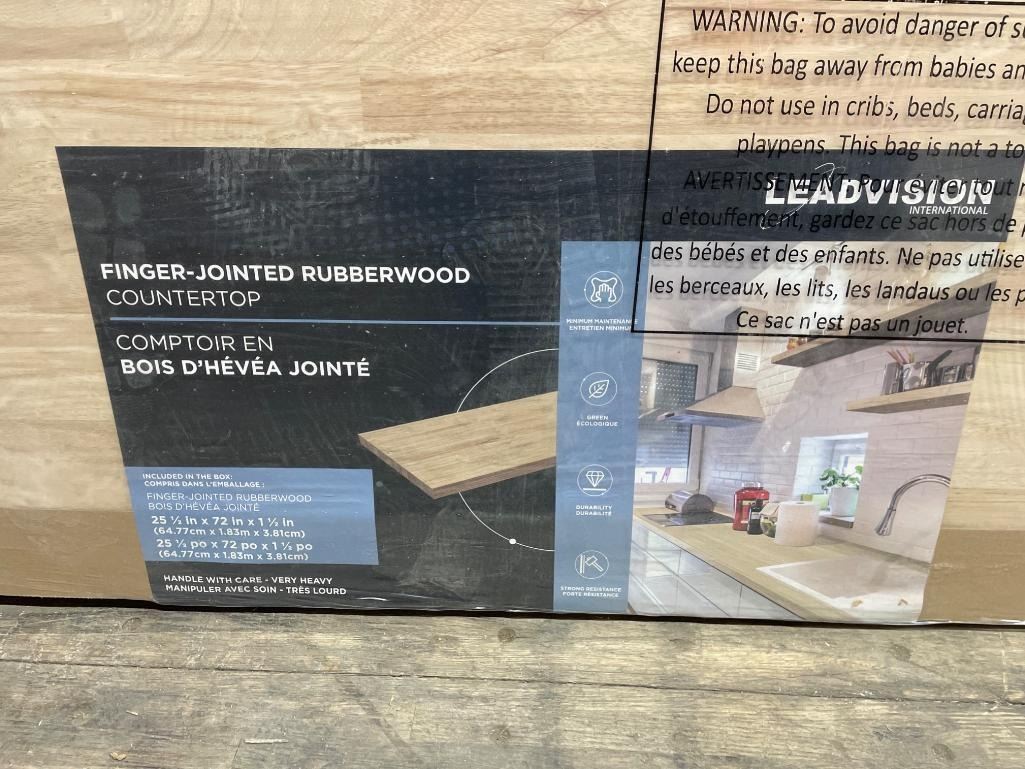 WARNING: To avoid danger of
keep this bag away from babies
Do not use in cribs, beds,
playpens. This bag is not a
AVERTISSEMENT: Pour éviter tout
d'étouffement, gardez ce sac hors de
des bébés et des enfants. Ne pas
les berceaux, les lits, les landaus ou les
Ce sac n'est pas un jouet.
LEADVISION
INTERNATIONAL
FINGER-JOINTED RUBBERWOOD
COUNTERTOP
COMPTOIR EN
BOIS D'HÉVÉA JOINTÉ
INCLUDED IN THE BOX:
COMPRIS DANS L'EMBALLAGE :
FINGER-JOINTED RUBBERWOOD
BOIS D'HÉVÉA JOINTÉ
25 ½ in x 72 in x 1 ½ in
(64.77cm x 1.83m x 3.81cm)
25 ½ po x 72 po x 1 ½ po
(64.77cm x 1.83m x 3.81cm)
HANDLE WITH CARE - VERY HEAVY
MANIPULER AVEC SOIN - TRÈS LOURD
MINIMUM MAINTENANCE
ENTRETIEN MINIMUM
GREEN
ÉCOLOGIQUE
DURABILITY
DURABILITÉ
STRONG RESISTANCE
FORTE RÉSISTANCE